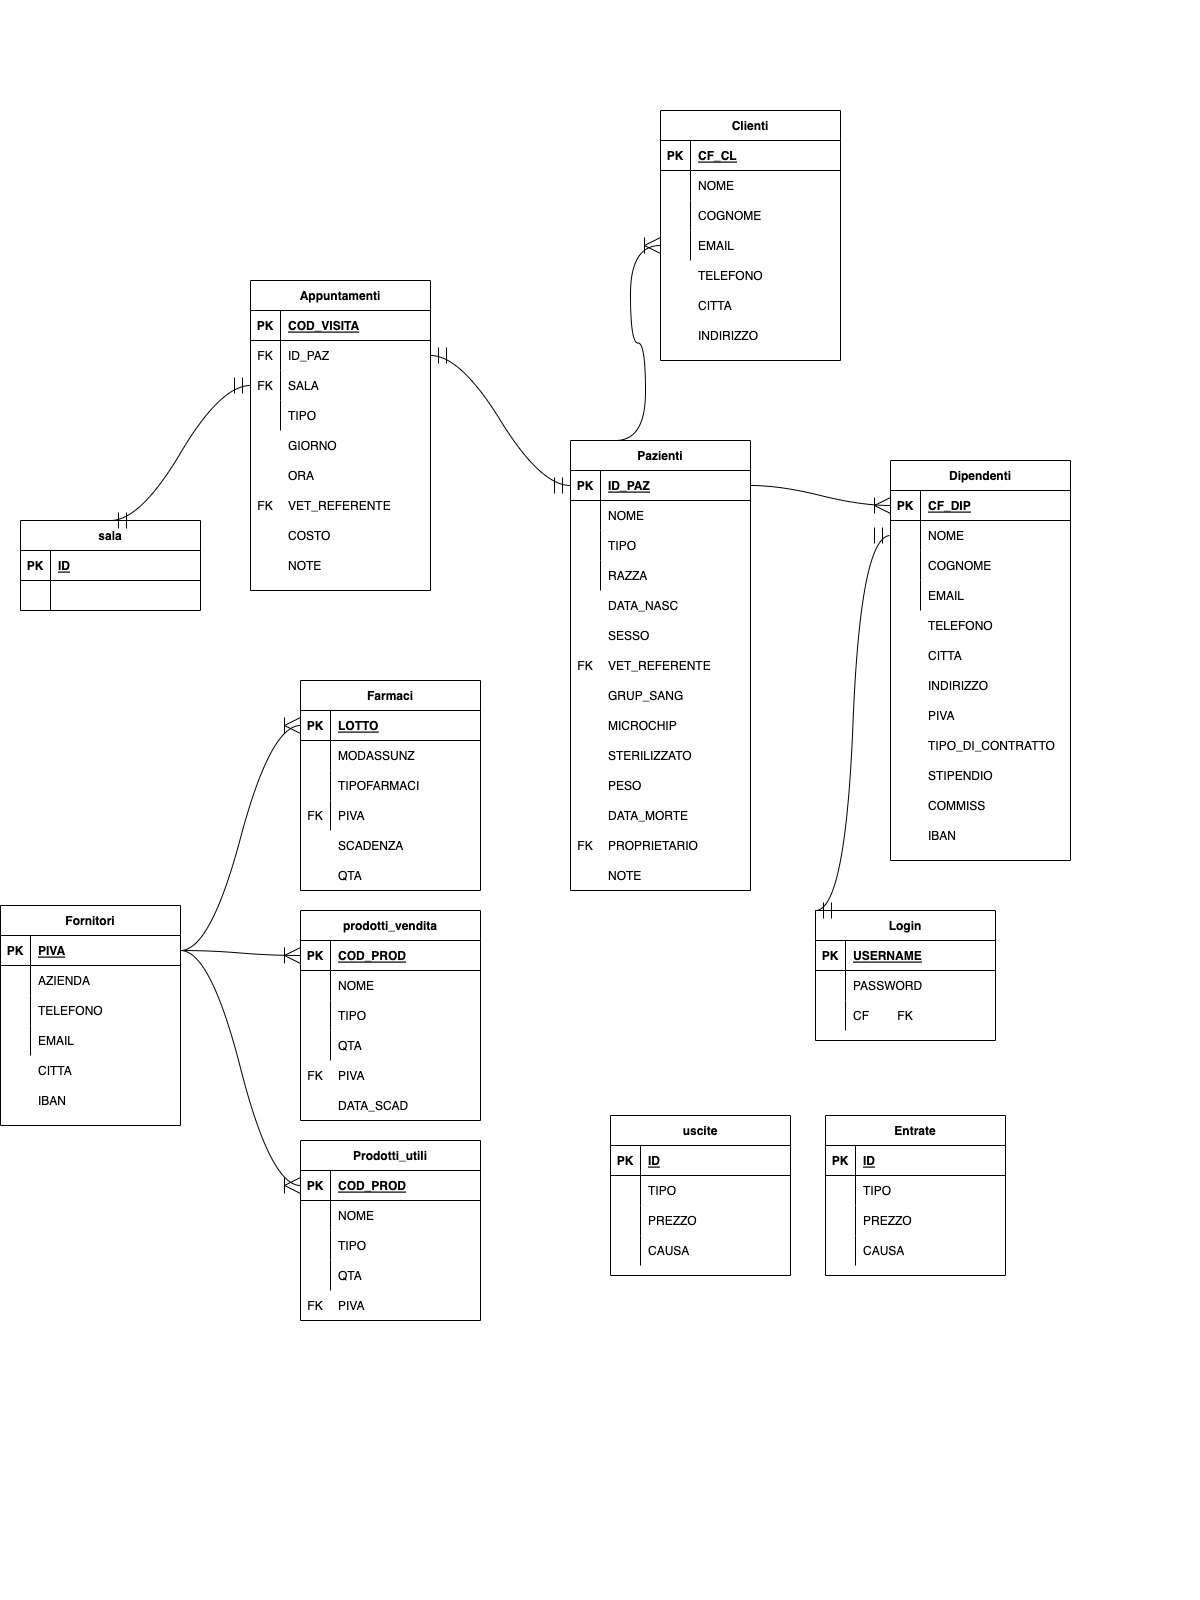 Clienti
PK CF_CL
NOME
COGNOME
EMAIL
TELEFONO
CITTA
INDIRIZZO
Appuntamenti
PK COD_VISITA
FK ID_PAZ
FK SALA
TIPO
GIORNO
ORA
FK VET_REFERENTE
COSTO
NOTE
sala
PK ID
Pazienti
PK ID_PAZ
NOME
TIPO
RAZZA
DATA_NASC
SESSO
FK VET_REFERENTE
GRUP_SANG
MICROCHIP
STERILIZZATO
PESO
DATA_MORTE
FK PROPRIETARIO
NOTE
Dipendenti
PK CF_DIP
NOME
COGNOME
EMAIL
TELEFONO
CITTA
INDIRIZZO
PIVA
TIPO_DI_CONTRATTO
STIPENDIO
COMMISS
IBAN
Farmaci
PK LOTTO
MODASSUNZ
TIPOFARMACI
FK PIVA
SCADENZA
QTA
Fornitori
PK PIVA
AZIENDA
TELEFONO
EMAIL
CITTA
IBAN
prodotti_vendita
PK COD_PROD
NOME
TIPO
QTA
FK PIVA
DATA_SCAD
Login
PK USERNAME
PASSWORD
CF FK
Prodotti_utili
PK COD_PROD
NOME
TIPO
QTA
FK PIVA
uscite
PK ID
TIPO
PREZZO
CAUSA
Entrate
PK ID
TIPO
PREZZO
CAUSA